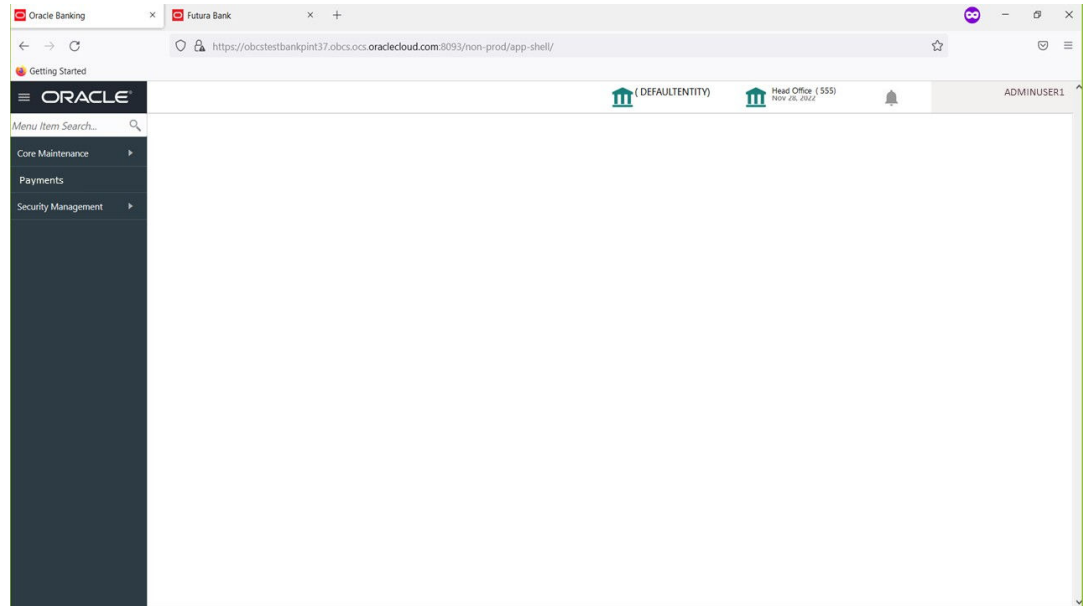 Oracle Banking
Futura Bank
https://obcstestbankpint37.obcs.ocs.oraclecloud.com:8093/non-prod/app-shell/
Getting Started
ORACLE
( DEFAULTENTITY)
Head Office ( 555)
Nov 28, 2022
ADMINUSER1
Menu Item Search...
Core Maintenance
Payments
Security Management